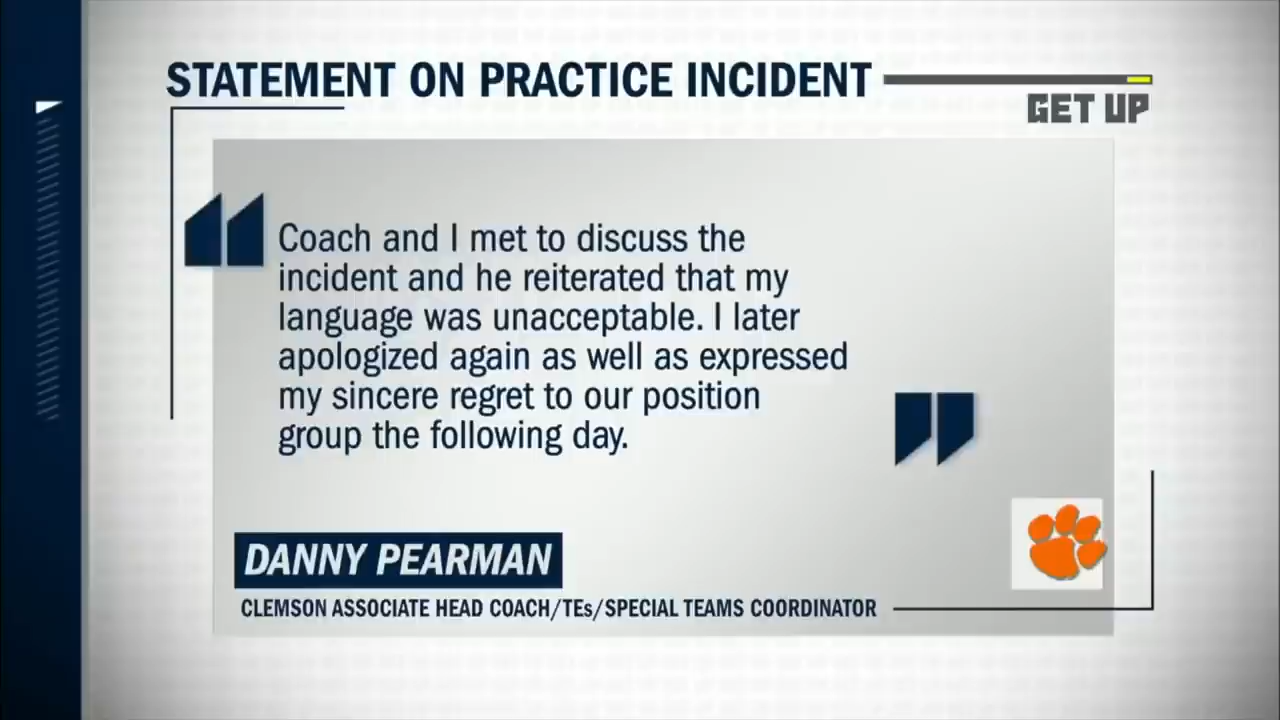 STATEMENT ON PRACTICE INCIDENT
GET UP
Coach and I met to discuss the
incident and he reiterated that my
language was unacceptable. I later
apologized again as well as expressed
my sincere regret to our position
group the following day.
DANNY PEARMAN
CLEMSON ASSOCIATE HEAD COACH/TEs/SPECIAL TEAMS COORDINATOR